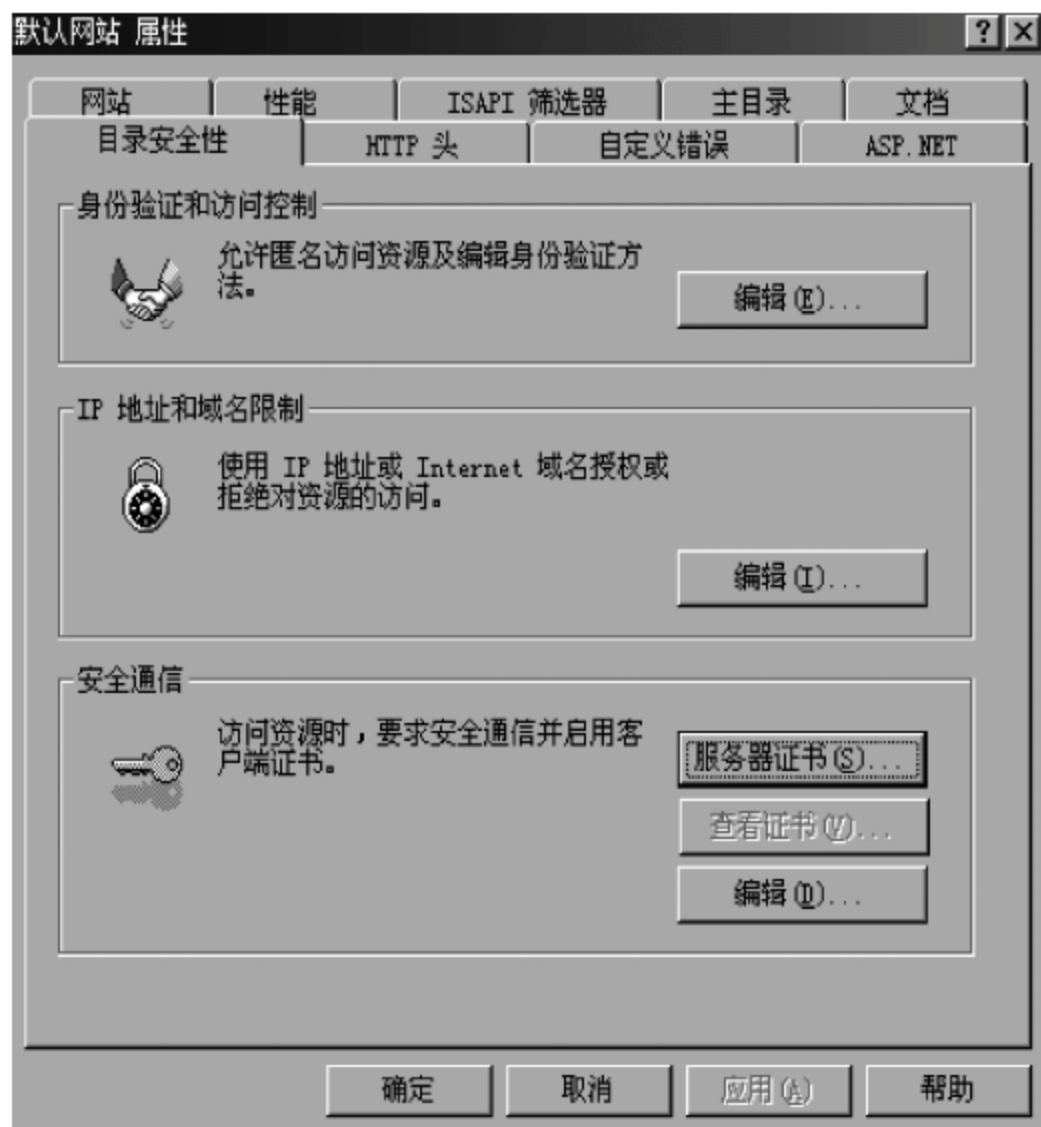 默认网站 属性
网站 性能 ISAPI 筛选器 主目录 文档
目录安全性 HTTP 头 自定义错误 ASP.NET
身份验证和访问控制
允许匿名访问资源及编辑身份验证方
法。
编辑(E)...
IP 地址和域名限制
使用 IP 地址或 Internet 域名授权或
拒绝对资源的访问。
编辑(I)...
安全通信
访问资源时，要求安全通信并启用客
户端证书。
服务器证书(S)...
查看证书(V)...
编辑(D)...
确定 取消 应用(A) 帮助